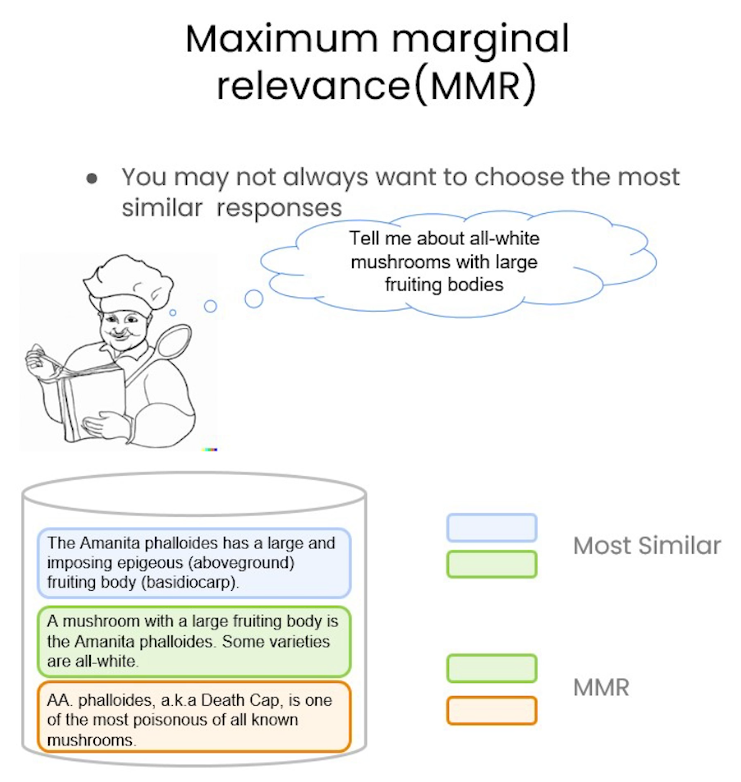 Maximum marginal
relevance(MMR)
● You may not always want to choose the most
similar responses
Tell me about all-white
mushrooms with large
fruiting bodies
The Amanita phalloides has a large and
imposing epigeous (aboveground)
fruiting body (basidiocarp).
A mushroom with a large fruiting body is
the Amanita phalloides. Some varieties
are all-white.
AA. phalloides, a.k.a Death Cap, is one
of the most poisonous of all known
mushrooms.
Most Similar
MMR